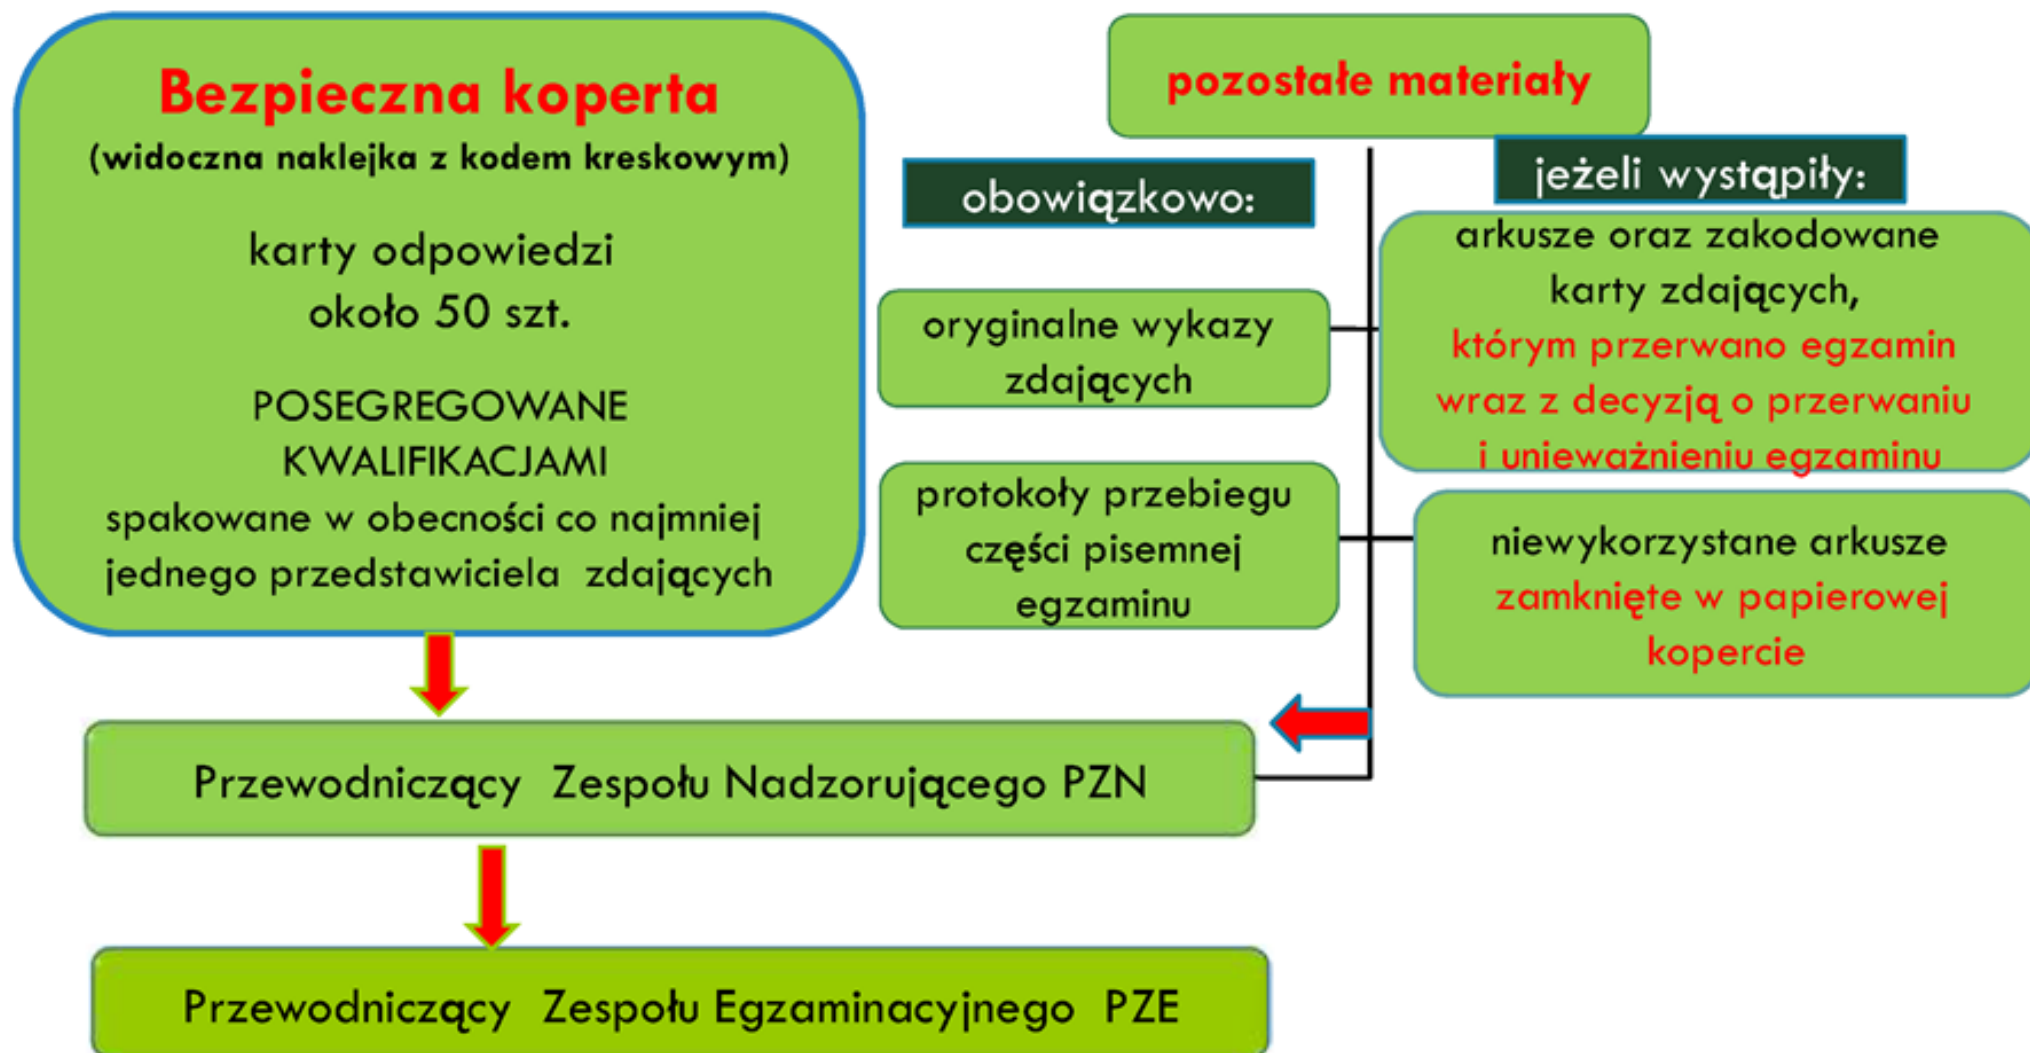 Bezpieczna koperta
(widoczna naklejka z kodem kreskowym)
karty odpowiedzi
około 50 szt.
POSEGREGOWANE
KWALIFIKACJAMI
spakowane w obecności co najmniej
jednego przedstawiciela zdających
pozostałe materiały
obowiązkowo:
oryginalne wykazy
zdających
protokoły przebiegu
części pisemnej
egzaminu
jeżeli wystąpiły:
arkusze oraz zakodowane
karty zdających,
którym przerwano egzamin
wraz z decyzją o przerwaniu
i unieważnieniu egzaminu
niewykorzystane arkusze
zamknięte w papierowej
kopercie
Przewodniczący Zespołu Nadzorującego PZN
Przewodniczący Zespołu Egzaminacyjnego PZE